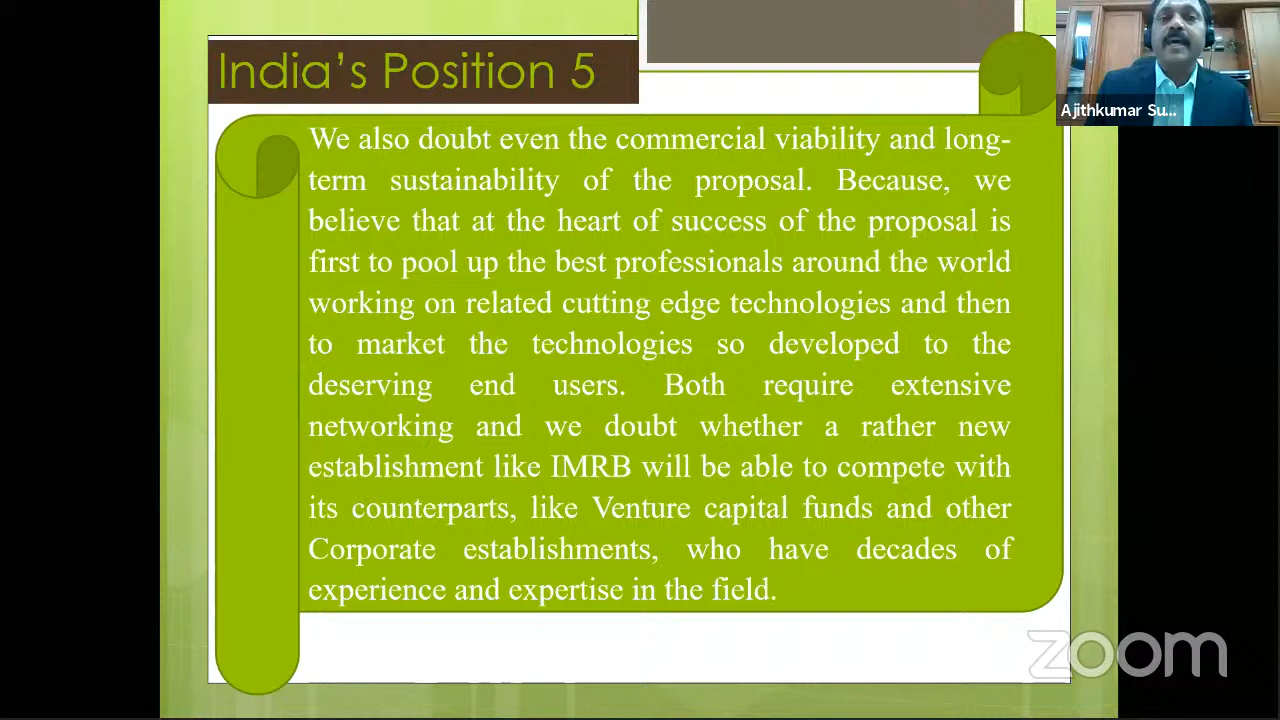 India's Position 5
Ajithkumar Su...
We also doubt even the commercial viability and long-
term sustainability of the proposal. Because, we
believe that at the heart of success of the proposal is
first to pool up the best professionals around the world
working on related cutting edge technologies and then
to market the technologies so developed to the
deserving end users. Both require extensive
networking and we doubt whether a rather new
establishment like IMRB will be able to compete with
its counterparts, like Venture capital funds and other
Corporate establishments, who have decades of
experience and expertise in the field.
zoom